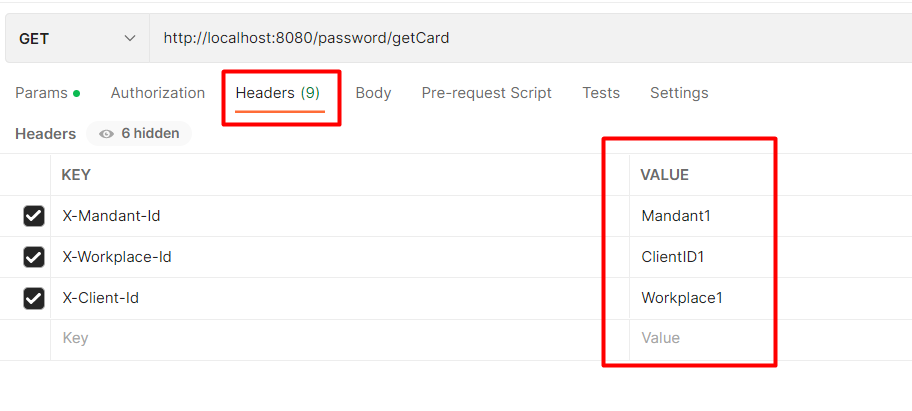 GET http://localhost:8080/password/getCard
Params Authorization Headers (9) Body Pre-request Script Tests Settings
Headers 6 hidden
KEY VALUE
X-Mandant-Id Mandant1
X-Workplace-Id ClientID1
X-Client-Id Workplace1
Key Value